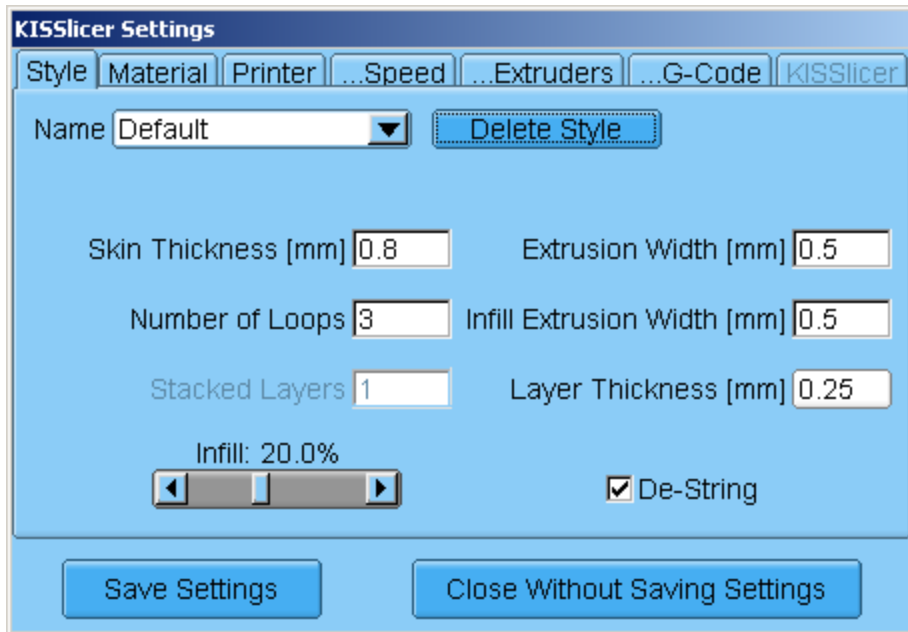 KISSlicer Settings
Style Material Printer ...Speed ...Extruders ...G-Code KISSlicer
Name Default Delete Style
Skin Thickness [mm] 0.8 Extrusion Width [mm] 0.5
Number of Loops 3 Infill Extrusion Width [mm] 0.5
Stacked Layers 1 Layer Thickness [mm] 0.25
Infill: 20.0%
De-String
Save Settings Close Without Saving Settings